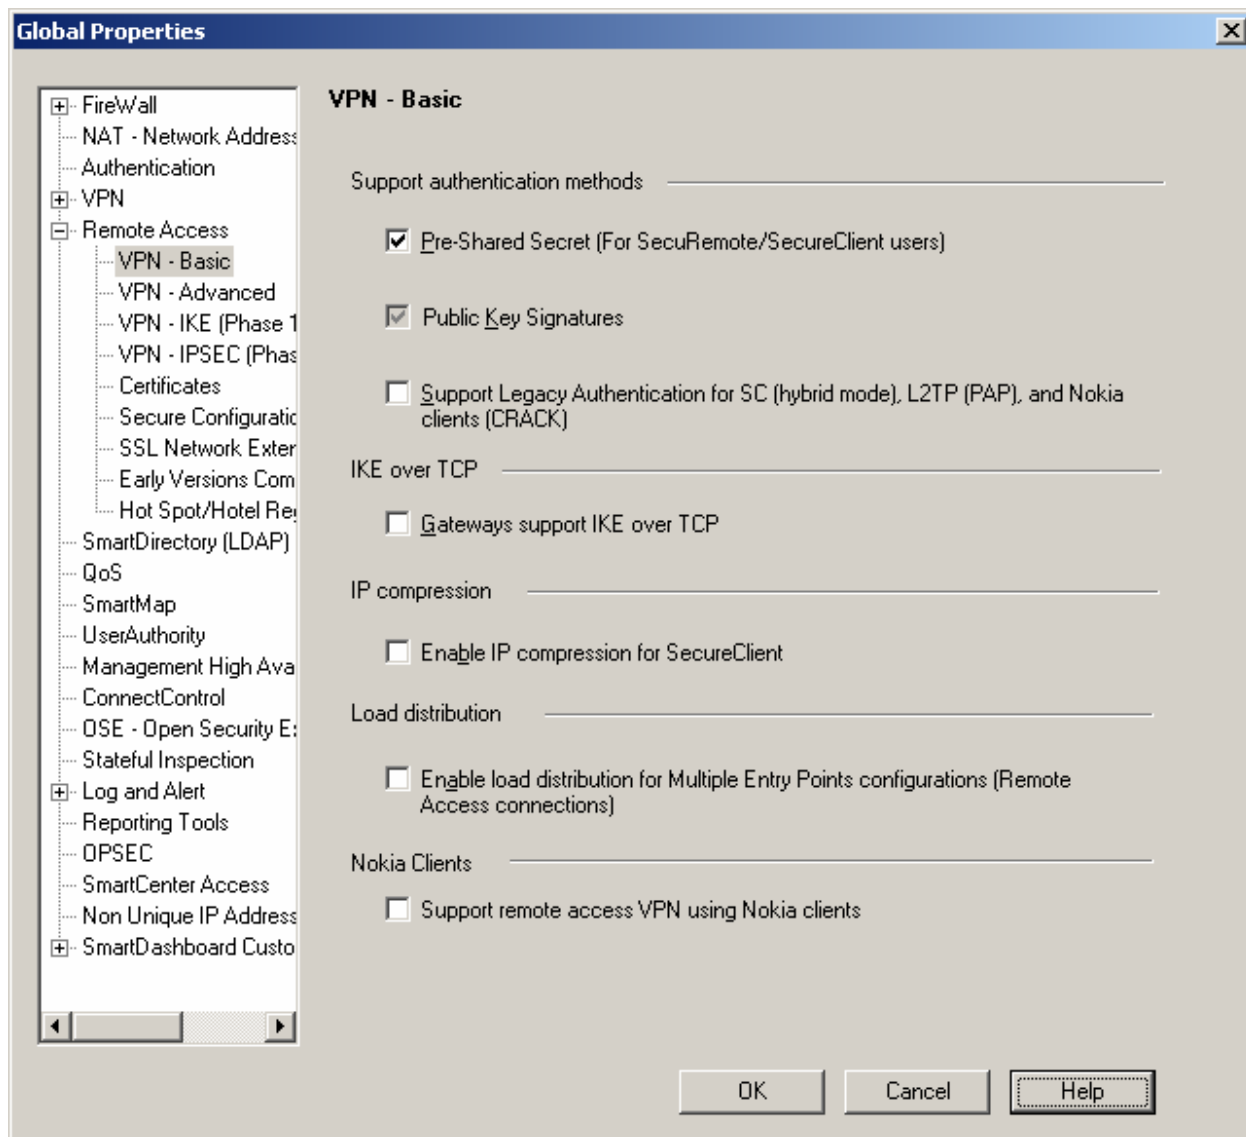 Global Properties
FireWall
NAT - Network Address
Authentication
VPN
Remote Access
VPN - Basic
VPN - Advanced
VPN - IKE (Phase 1
VPN - IPSEC (Phas
Certificates
Secure Configuratio
SSL Network Exten
Early Versions Com
Hot Spot/Hotel Reg
SmartDirectory (LDAP)
QoS
SmartMap
UserAuthority
Management High Ava
ConnectControl
OSE - Open Security E
Stateful Inspection
Log and Alert
Reporting Tools
OPSEC
SmartCenter Access
Non Unique IP Address
SmartDashboard Custo
VPN - Basic
Support authentication methods
Pre-Shared Secret (For SecuRemote/SecureClient users)
Public Key Signatures
Support Legacy Authentication for SC (hybrid mode), L2TP (PAP), and Nokia
clients (CRACK)
IKE over TCP
Gateways support IKE over TCP
IP compression
Enable IP compression for SecureClient
Load distribution
Enable load distribution for Multiple Entry Points configurations (Remote
Access connections)
Nokia Clients
Support remote access VPN using Nokia clients
OK
Cancel
Help